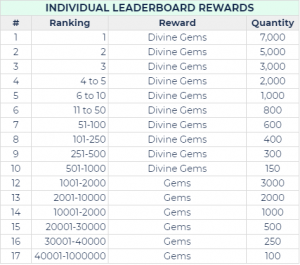 INDIVIDUAL LEADERBOARD REWARDS
# Ranking Reward Quantity
1 1 Divine Gems 7,000
2 2 Divine Gems 5,000
3 3 Divine Gems 3,000
4 4 to 5 Divine Gems 2,000
5 6 to 10 Divine Gems 1,000
6 11 to 50 Divine Gems 800
7 51-100 Divine Gems 600
8 101-250 Divine Gems 400
9 251-500 Divine Gems 300
10 501-1000 Divine Gems 150
12 1001-2000 Gems 3000
13 2001-10000 Gems 2000
14 10001-2000 Gems 1000
15 20001-30000 Gems 500
16 30001-40000 Gems 250
17 40001-1000000 Gems 100